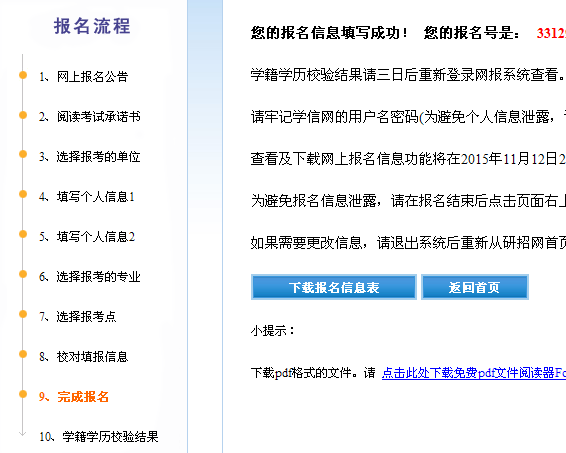 报名流程
1、网上报名公告
2、阅读考试承诺书
3、选择报考的单位
4、填写个人信息1
5、填写个人信息2
6、选择报考的专业
7、选择报考点
8、校对填报信息
9、完成报名
10、学籍学历校验结果
您的报名信息填写成功！ 您的报名号是： 3312
学籍学历校验结果请三日后重新登录网报系统查看。
请牢记学信网的用户名密码(为避免个人信息泄露，
查看及下载网上报名信息功能将在2015年11月12日2
为避免报名信息泄露，请在报名结束后点击页面右上
如果需要更改信息，请退出系统后重新从研招网首页
下载报名信息表
返回首页
小提示：
下载pdf格式的文件。请 点击此处下载免费pdf文件阅读器Fo